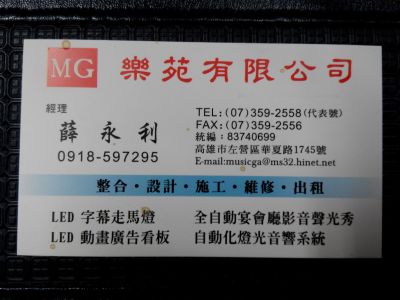 MG 樂苑有限公司
經理
薛永利
0918-597295
TEL:(07)359-2558(代表號)
FAX:(07)359-2556
統編:83740699
高雄市左營區華夏路1745號
E-mail:musicga@ms32.hinet.net
整合·設計·施工·維修·出租
LED 字幕走馬燈 全自動宴會廳影音聲光秀
LED 動畫廣告看板 自動化燈光音響系統